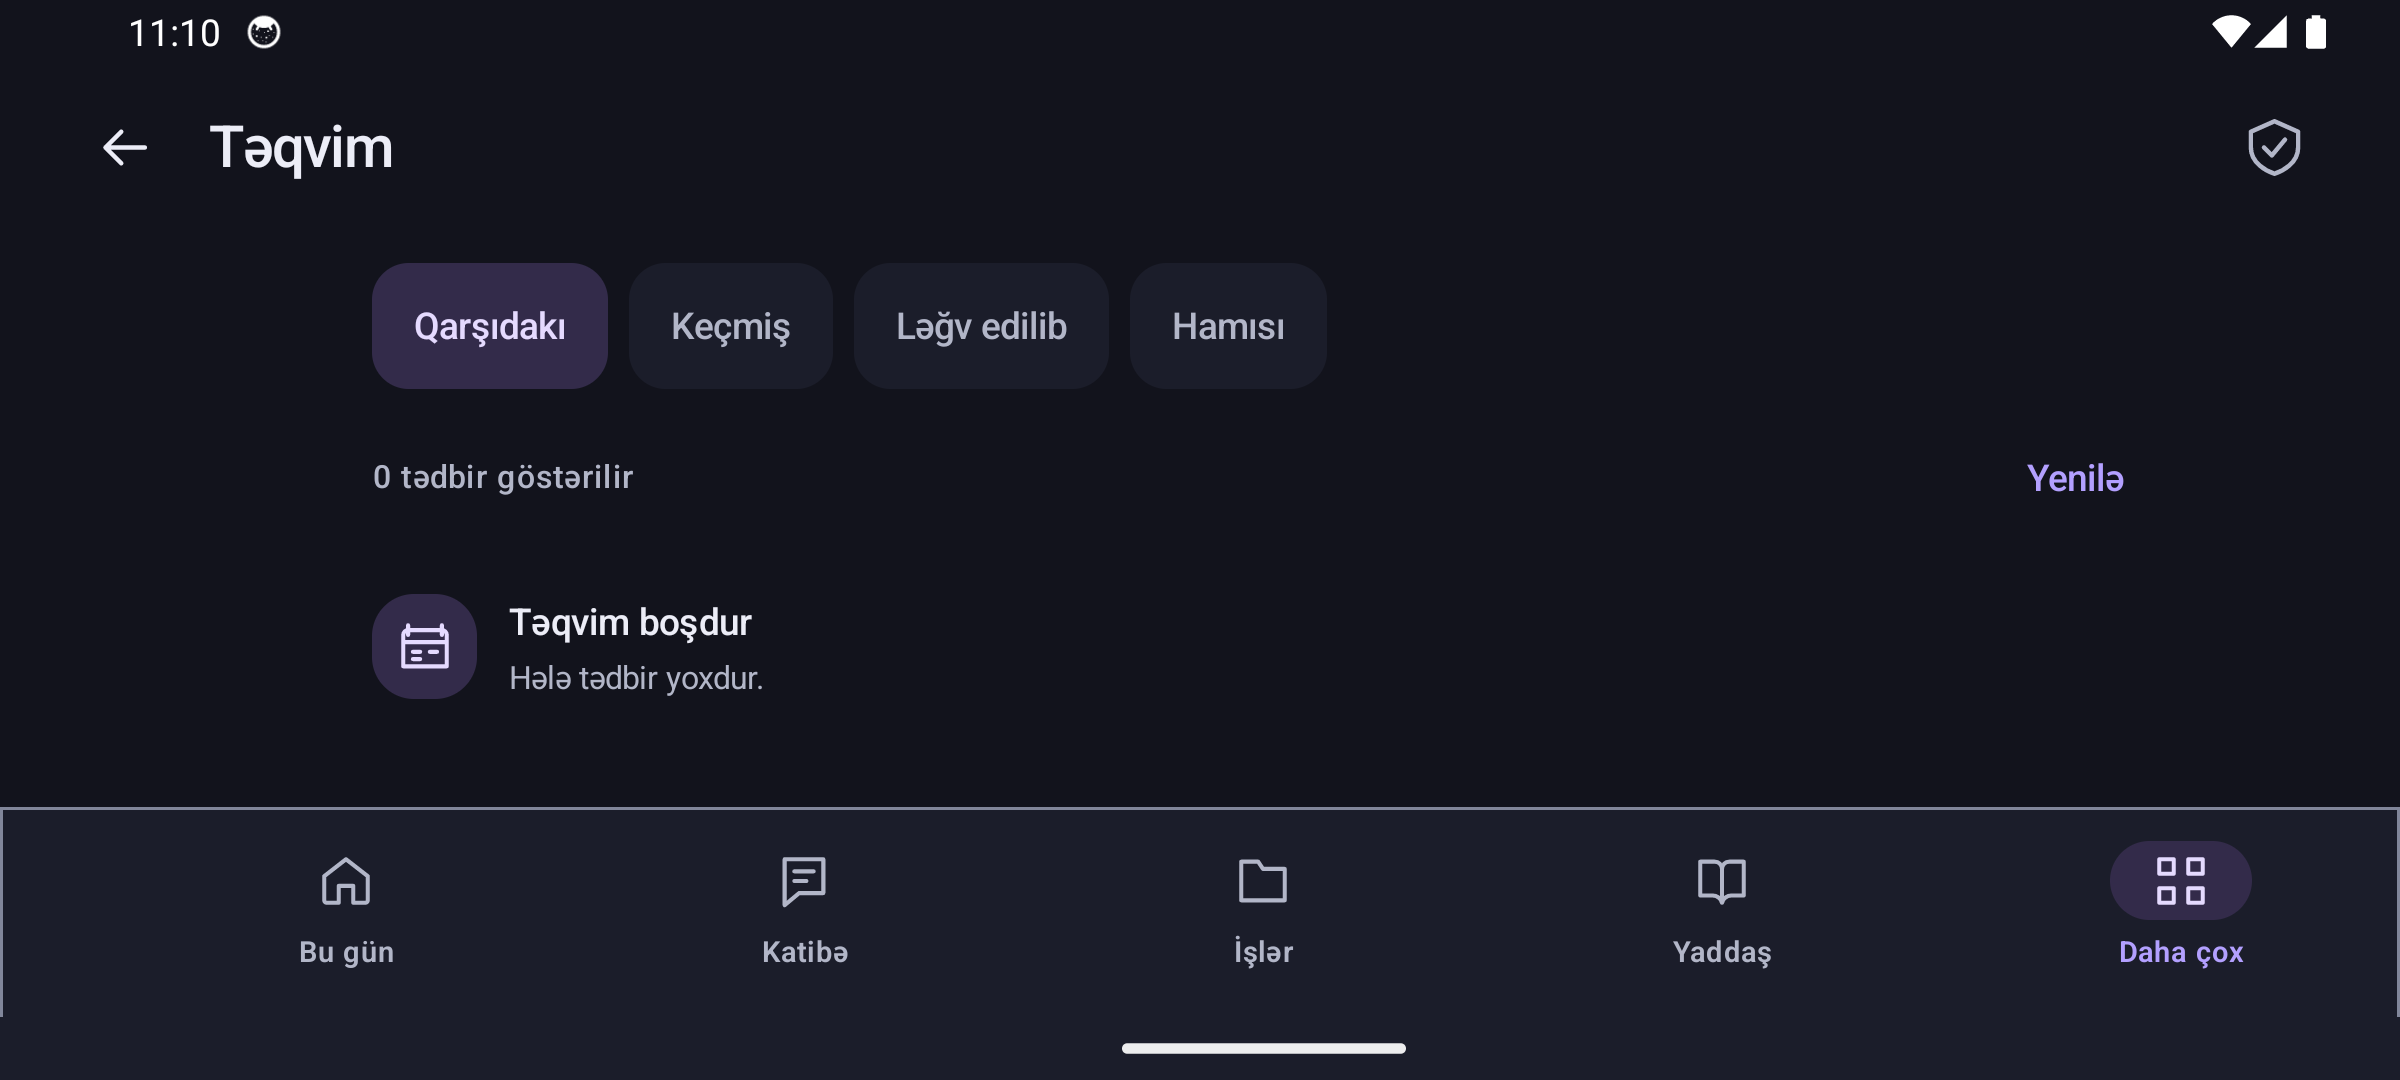 11:10
Təqvim
Qarşıdakı
Keçmiş
Ləğv edilib
Hamısı
0 tədbir göstərilir
Yenilə
Təqvim boşdur
Hələ tədbir yoxdur.
Bu gün
Katibə
İşlər
Yaddaş
Daha çox